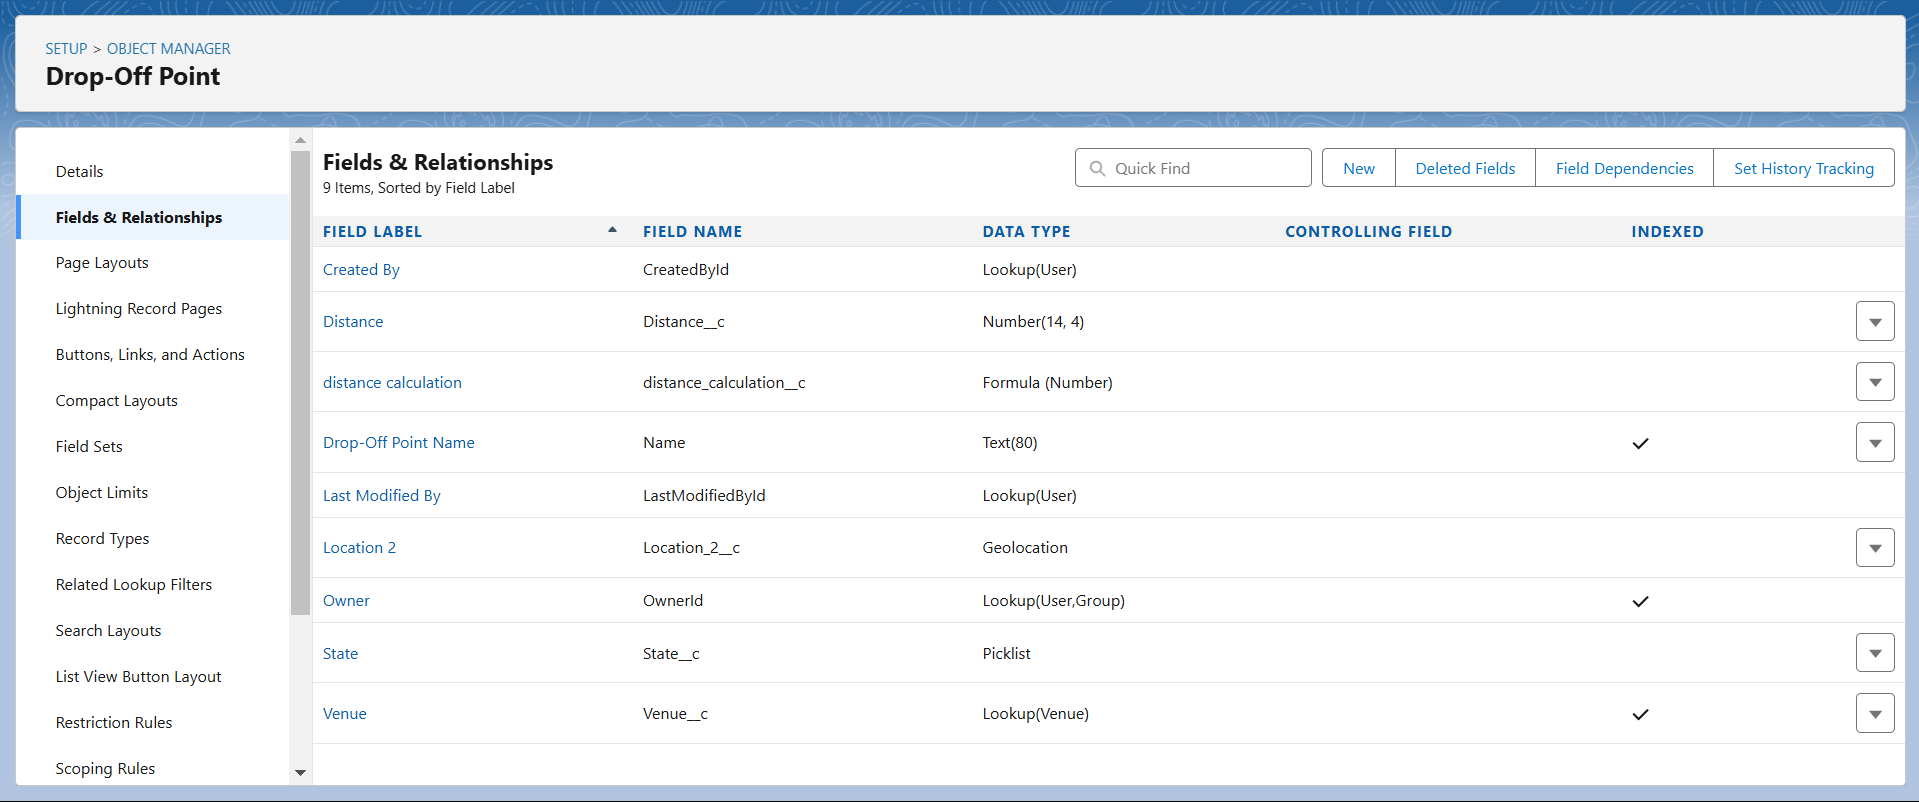 SETUP > OBJECT MANAGER
Drop-Off Point
Details
Fields & Relationships
Page Layouts
Lightning Record Pages
Buttons, Links, and Actions
Compact Layouts
Field Sets
Object Limits
Record Types
Related Lookup Filters
Search Layouts
List View Button Layout
Restriction Rules
Scoping Rules
Fields & Relationships
9 Items, Sorted by Field Label
Quick Find New Deleted Fields Field Dependencies Set History Tracking
FIELD LABEL FIELD NAME DATA TYPE CONTROLLING FIELD INDEXED
Created By CreatedById Lookup(User)
Distance Distance__c Number(14, 4)
distance calculation distance_calculation__c Formula (Number)
Drop-Off Point Name Name Text(80)
Last Modified By LastModifiedById Lookup(User)
Location 2 Location_2__c Geolocation
Owner OwnerId Lookup(User,Group)
State State__c Picklist
Venue Venue__c Lookup(Venue)